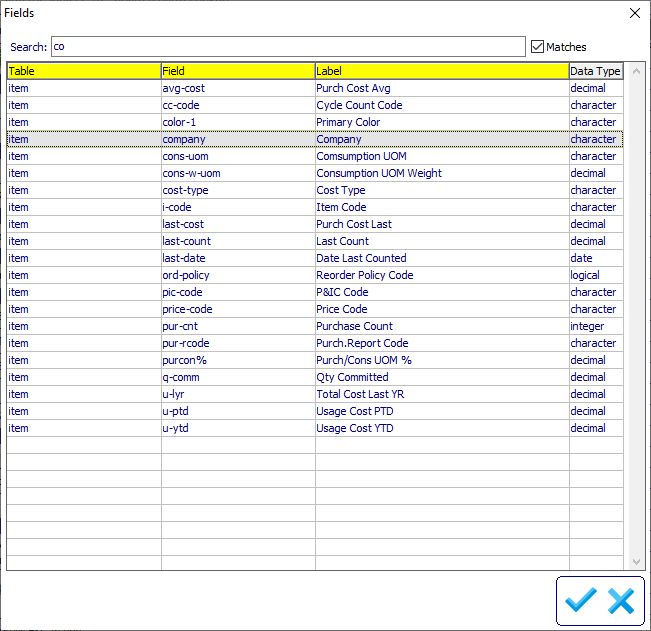 Fields
Search: co Matches
Table Field Label Data Type
item avg-cost Purch Cost Avg decimal
item cc-code Cycle Count Code character
item color-1 Primary Color character
item company Company character
item cons-uom Comsumption UOM character
item cons-w-uom Consumption UOM Weight decimal
item cost-type Cost Type character
item i-code Item Code character
item last-cost Purch Cost Last decimal
item last-count Last Count decimal
item last-date Date Last Counted date
item ord-policy Reorder Policy Code logical
item pic-code P&IC Code character
item price-code Price Code character
item pur-cnt Purchase Count integer
item pur-rcode Purch.Report Code character
item purcon% Purch/Cons UOM % decimal
item q-comm Qty Committed decimal
item u-lyr Total Cost Last YR decimal
item u-ptd Usage Cost PTD decimal
item u-ytd Usage Cost YTD decimal